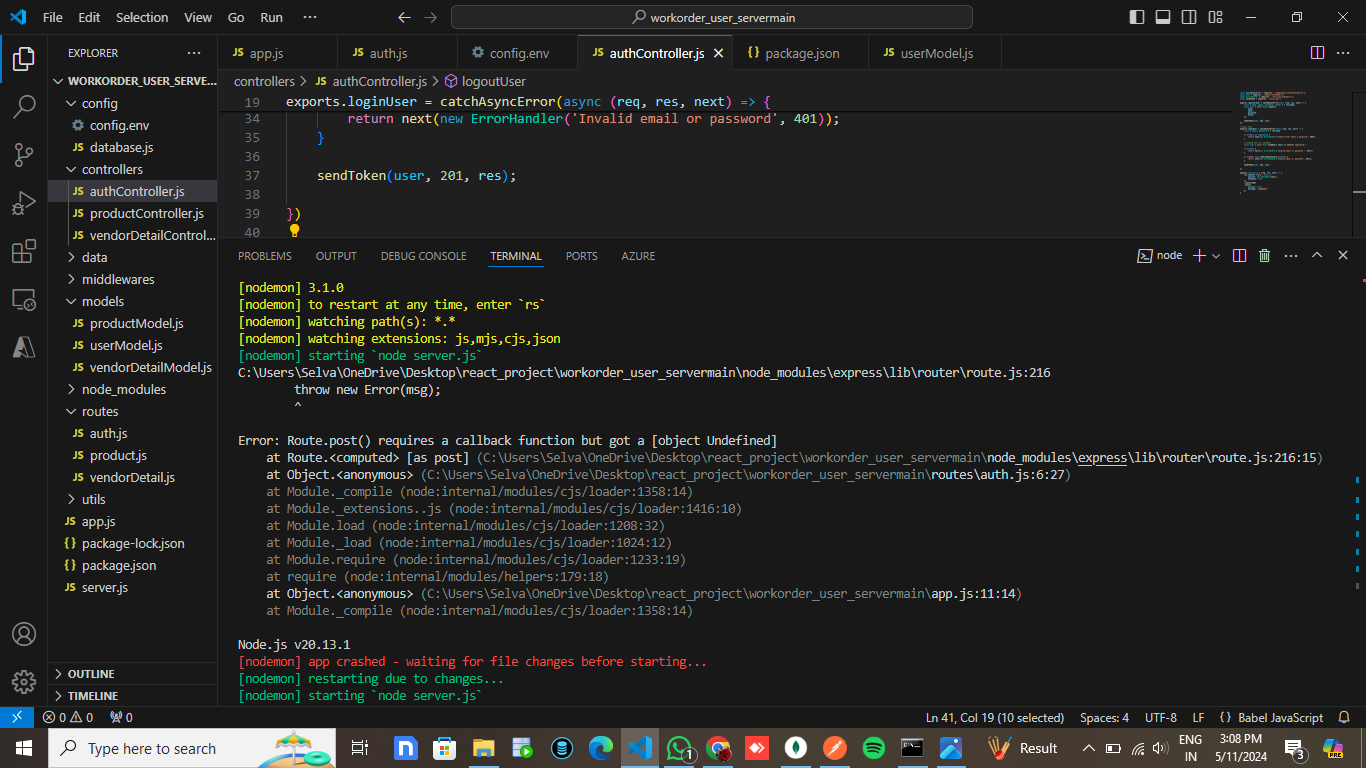 File Edit Selection View Go Run ···
workorder_user_servermain
EXPLORER ···
JS app.js
JS auth.js
config.env
JS authController.js ×
{} package.json
JS userModel.js
WORKORDER_USER_SERVE...
controllers > JS authController.js > logoutUser
config
config.env
JS database.js
controllers
JS authController.js
JS productController.js
JS vendorDetailControl...
data
middlewares
models
JS productModel.js
JS userModel.js
JS vendorDetailModel.js
node_modules
routes
JS auth.js
JS product.js
JS vendorDetail.js
utils
JS app.js
{} package-lock.json
{} package.json
JS server.js
OUTLINE
TIMELINE
19 exports.loginUser = catchAsyncError(async (req, res, next) => {
34 return next(new ErrorHandler('Invalid email or password', 401));
35 }
36
37 sendToken(user, 201, res);
38
39 })
40
PROBLEMS OUTPUT DEBUG CONSOLE TERMINAL PORTS AZURE
node
[nodemon] 3.1.0
[nodemon] to restart at any time, enter `rs`
[nodemon] watching path(s): *.*
[nodemon] watching extensions: js,mjs,cjs,json
[nodemon] starting `node server.js`
C:\Users\Selva\OneDrive\Desktop\react_project\workorder_user_servermain\node_modules\express\lib\router\route.js:216
throw new Error(msg);
^
Error: Route.post() requires a callback function but got a [object Undefined]
at Route.<computed> [as post] (C:\Users\Selva\OneDrive\Desktop\react_project\workorder_user_servermain\node_modules\express\lib\router\route.js:216:15)
at Object.<anonymous> (C:\Users\Selva\OneDrive\Desktop\react_project\workorder_user_servermain\routes\auth.js:6:27)
at Module._compile (node:internal/modules/cjs/loader:1358:14)
at Module._extensions..js (node:internal/modules/cjs/loader:1416:10)
at Module.load (node:internal/modules/cjs/loader:1208:32)
at Module._load (node:internal/modules/cjs/loader:1024:12)
at Module.require (node:internal/modules/cjs/loader:1233:19)
at require (node:internal/modules/helpers:179:18)
at Object.<anonymous> (C:\Users\Selva\OneDrive\Desktop\react_project\workorder_user_servermain\app.js:11:14)
at Module._compile (node:internal/modules/cjs/loader:1358:14)
Node.js v20.13.1
[nodemon] app crashed - waiting for file changes before starting...
[nodemon] restarting due to changes...
[nodemon] starting `node server.js`
0 0 0
Ln 41, Col 19 (10 selected) Spaces: 4 UTF-8 LF {} Babel JavaScript
Type here to search
1
Result
ENG
IN
3:08 PM
5/11/2024
3
PRE